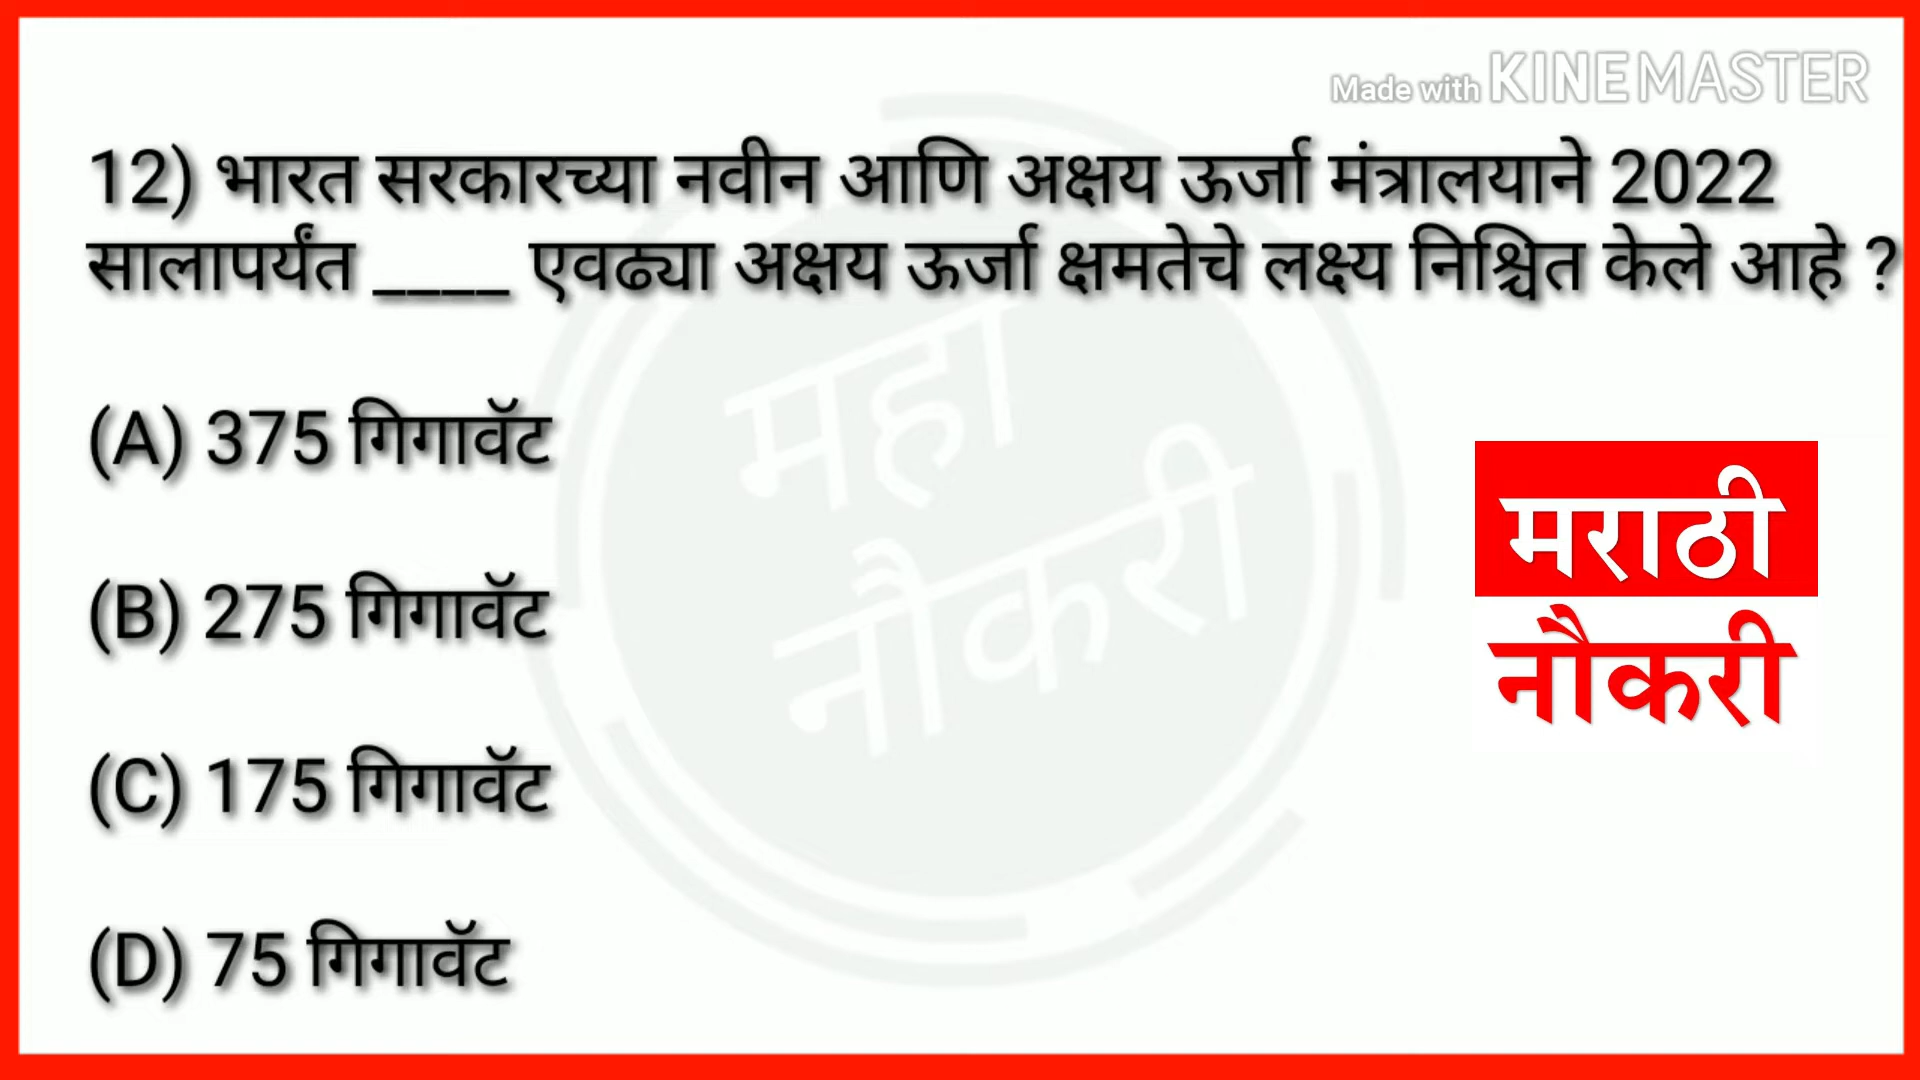 Made with KINEMASTER
12) भारत सरकारच्या नवीन आणि अक्षय ऊर्जा मंत्रालयाने 2022
सालापर्यंत ____ एवढ्या अक्षय ऊर्जा क्षमतेचे लक्ष्य निश्चित केले आहे ?
(A) 375 गिगावॅट
(B) 275 गिगावॅट
(C) 175 गिगावॅट
(D) 75 गिगावॅट
महा
नौकरी
मराठी
नौकरी